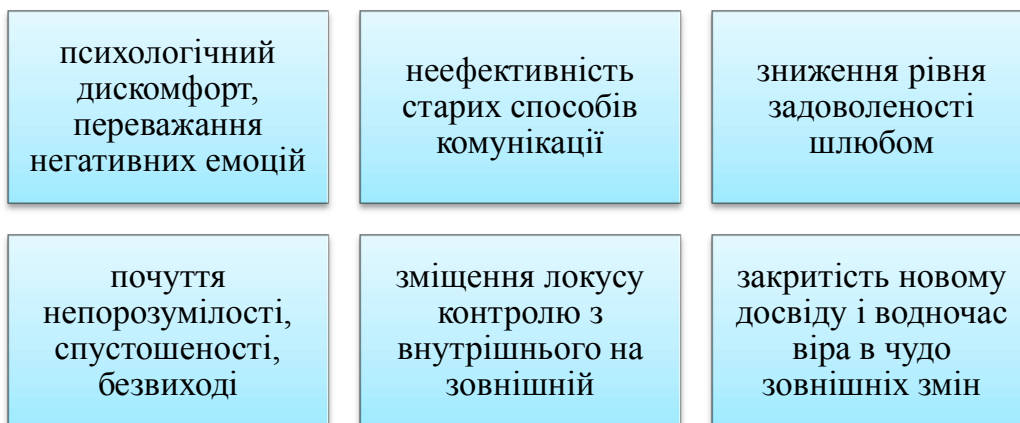 психологічний
дискомфорт,
переважання
негативних емоцій
неефективність
старих способів
комунікації
зниження рівня
задоволеності
шлюбом
почуття
непорозумілості,
спустошеності,
безвиході
зміщення локусу
контролю з
внутрішнього на
зовнішній
закритість новому
досвіду і водночас
віра в чудо
зовнішніх змін